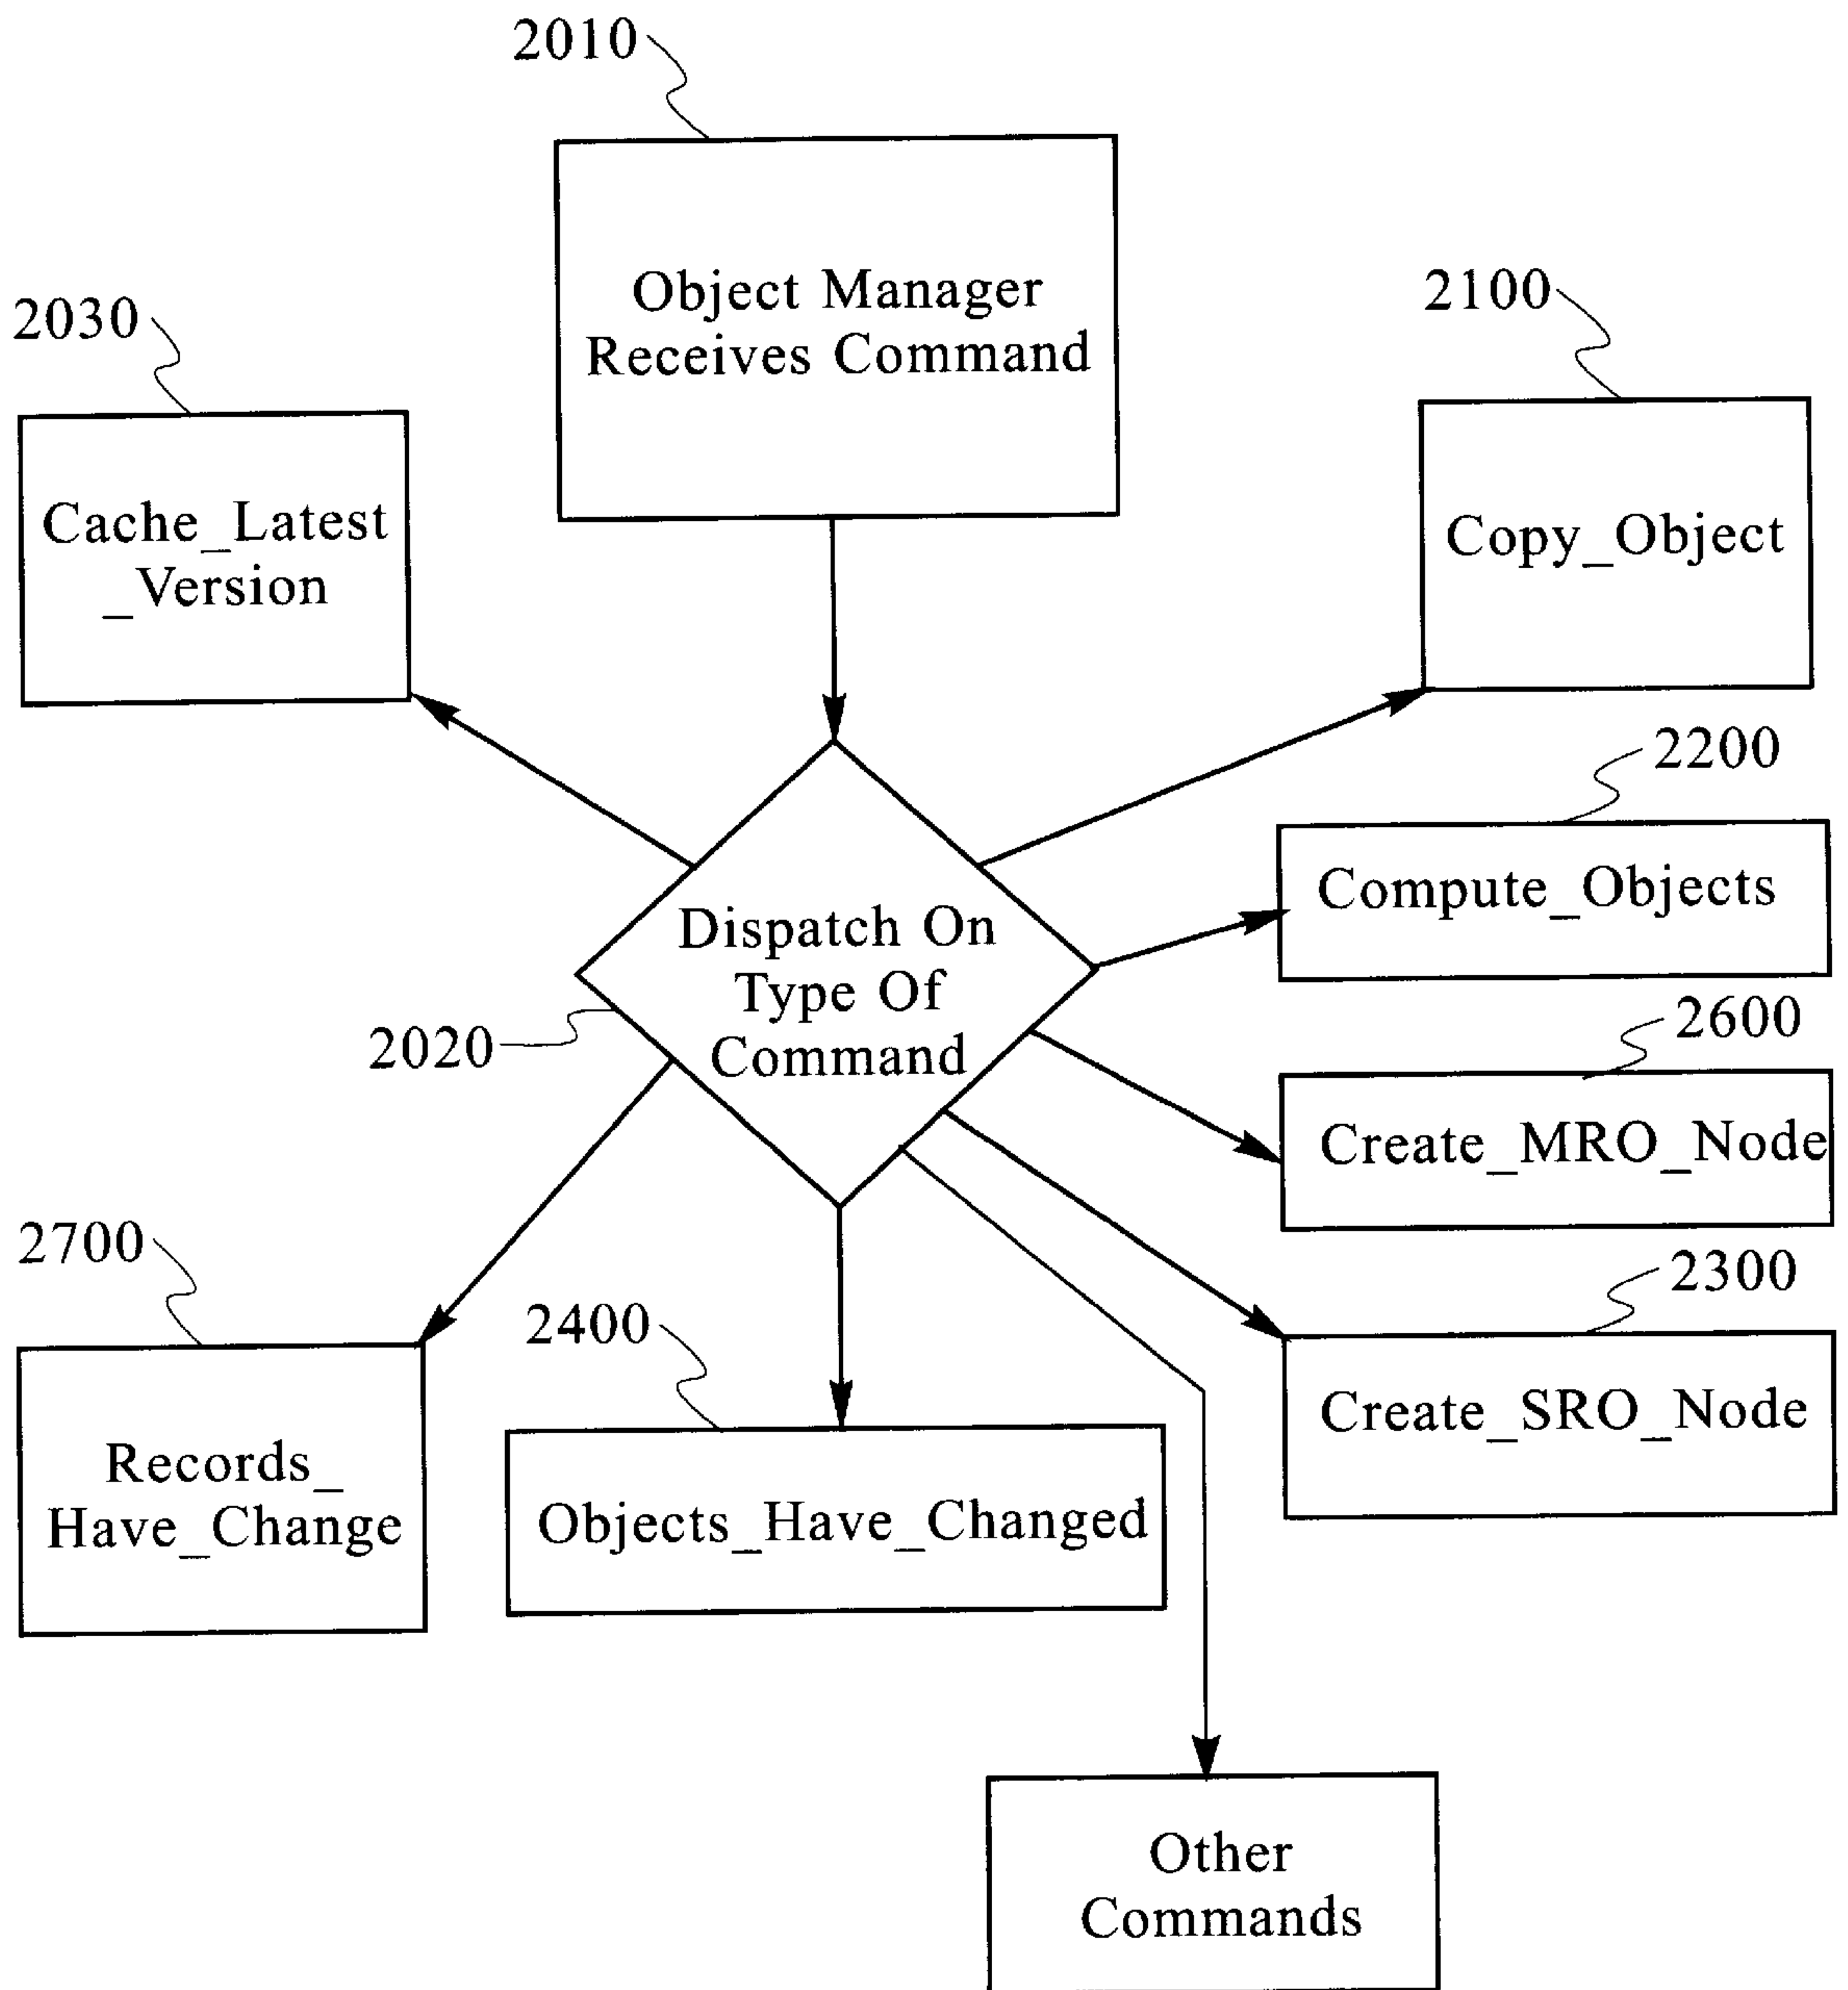 2010
Object Manager
Receives Command
2030
Cache_Latest
_Version
2100
Copy_Object
2200
Compute_Objects
Dispatch On
Type Of
Command
2020
2600
Create_MRO_Node
2300
Create_SRO_Node
2700
Records_
Have_Change
2400
Objects_Have_Changed
Other
Commands